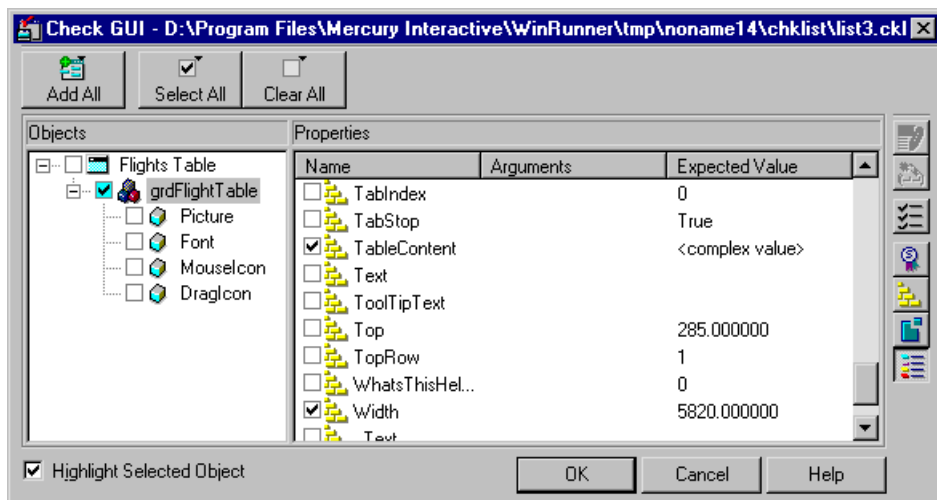 Check GUI - D:\Program Files\Mercury Interactive\WinRunner\tmp\noname14\chklist\list3.ckl
Add All Select All Clear All
Objects Properties
Flights Table
grdFlightTable
Picture
Font
MouseIcon
DragIcon
Name Arguments Expected Value
TabIndex 0
TabStop True
TableContent <complex value>
Text
ToolTipText
Top 285.000000
TopRow 1
WhatsThisHel... 0
Width 5820.000000
_Text
Highlight Selected Object
OK Cancel Help